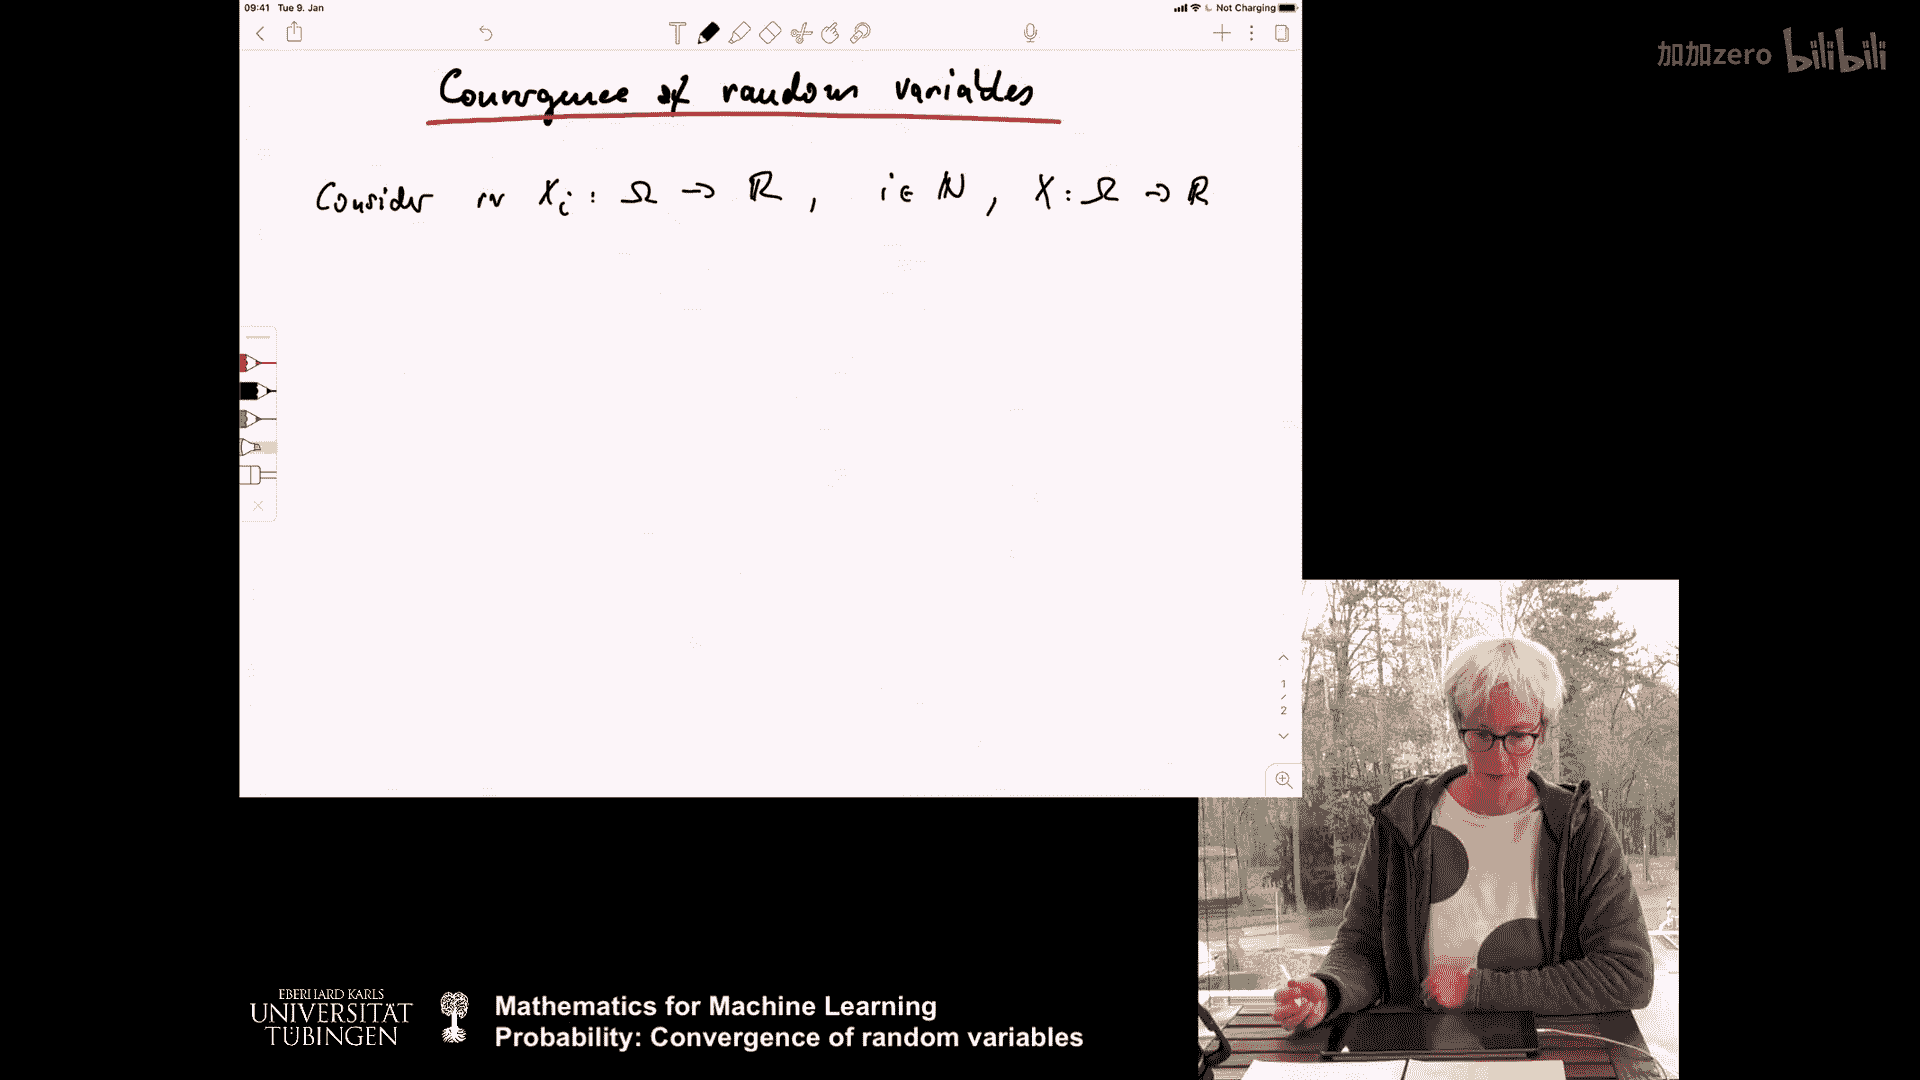 09:41 Tue 9. Jan
Not Charging
加加zero bilibili
Convergence of random variables
Consider rv Xᵢ : Ω → ℝ , i ∈ ℕ , X : Ω → ℝ
1
/
2
EBERHARD KARLS
UNIVERSITÄT
TÜBINGEN
Mathematics for Machine Learning
Probability: Convergence of random variables